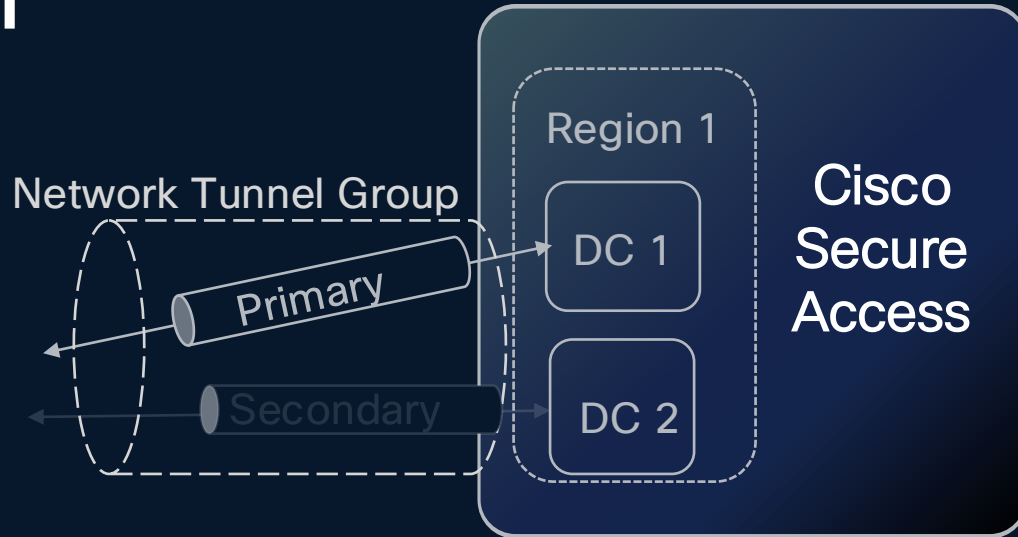 Region 1
Network Tunnel Group
Cisco
Secure
Access
DC 1
Primary
Secondary
DC 2